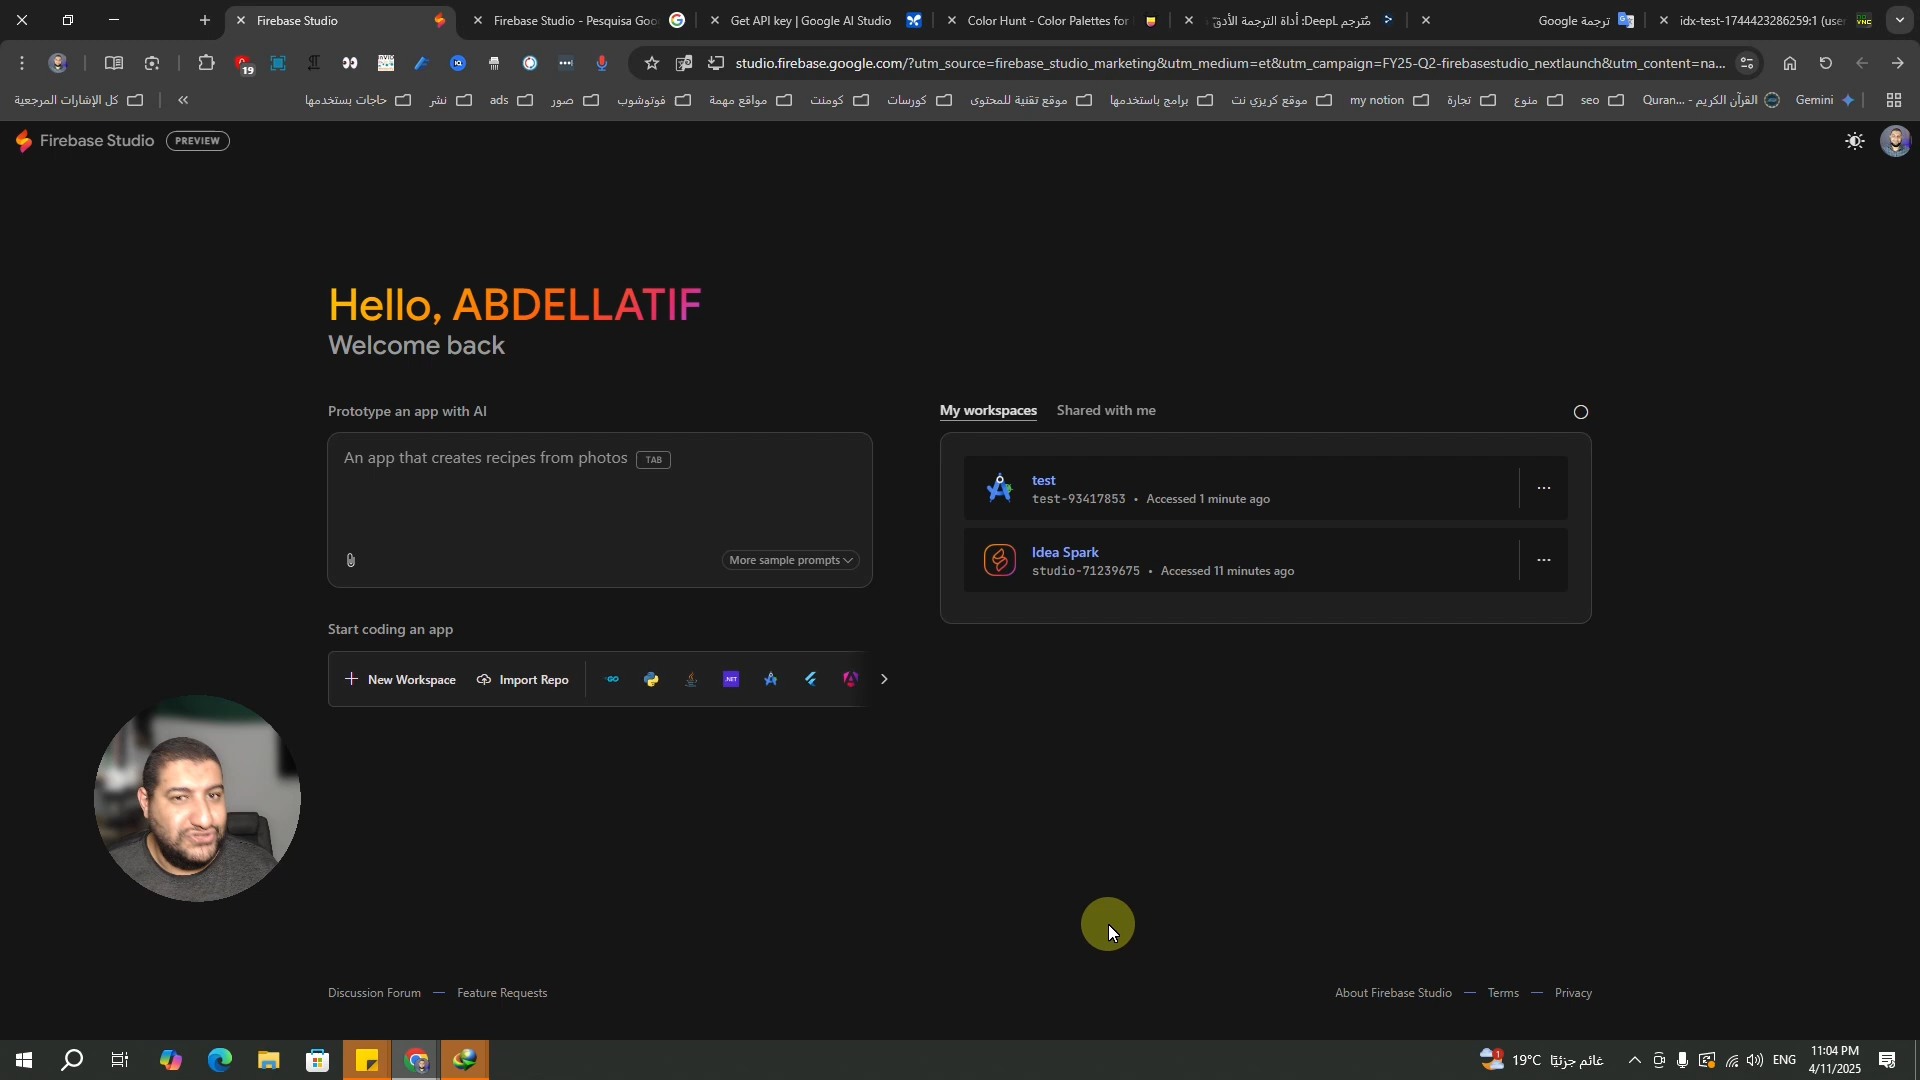 Firebase Studio
Firebase Studio - Pesquisa Goo
Get API key | Google AI Studio
Color Hunt - Color Palettes for
مُترجم DeepL: أداة الترجمة الأدقّ
ترجمة Google
idx-test-1744423286259:1 (use
19
studio.firebase.google.com/?utm_source=firebase_studio_marketing&utm_medium=et&utm_campaign=FY25-Q2-firebasestudio_nextlaunch&utm_content=na...
كل الإشارات المرجعية
حاجات بستخدمها
نشر
ads
صور
فوتوشوب
مواقع مهمة
كومنت
كورسات
موقع تقنية للمحتوى
برامج باستخدمها
موقع كريزي نت
my notion
تجارة
منوع
seo
القرآن الكريم - ...Quran
Gemini
Firebase Studio PREVIEW
Hello, ABDELLATIF
Welcome back
Prototype an app with AI
An app that creates recipes from photos TAB
More sample prompts
Start coding an app
New Workspace
Import Repo
GO
.NET
My workspaces
Shared with me
test
test-93417853 • Accessed 1 minute ago
Idea Spark
studio-71239675 • Accessed 11 minutes ago
Discussion Forum — Feature Requests
About Firebase Studio — Terms — Privacy
1
19°C غائم جزئيًا
ENG
11:04 PM
4/11/2025